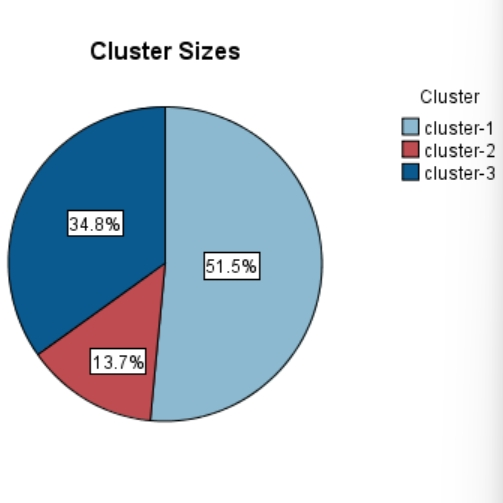 Cluster Sizes
Cluster
cluster-1
cluster-2
cluster-3
34.8%
51.5%
13.7%